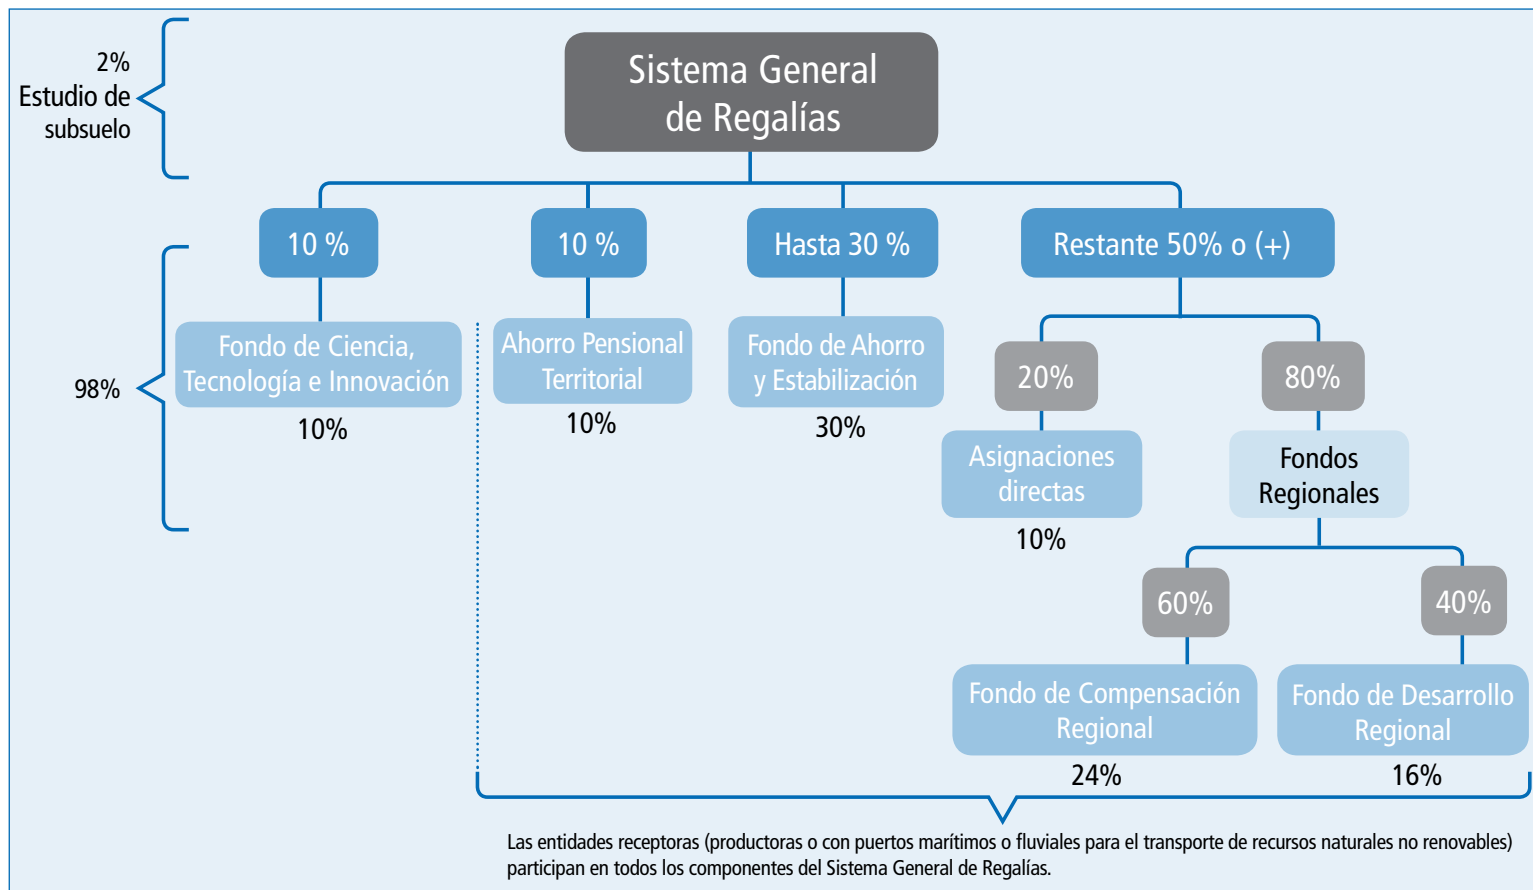 2%
Estudio de
subsuelo
Sistema General
de Regalías
10 %
10 %
Hasta 30 %
Restante 50% o (+)
98%
Fondo de Ciencia,
Tecnología e Innovación
10%
Ahorro Pensional
Territorial
10%
Fondo de Ahorro
y Estabilización
30%
20%
80%
Asignaciones
directas
10%
Fondos
Regionales
60%
40%
Fondo de Compensación
Regional
24%
Fondo de Desarrollo
Regional
16%
Las entidades receptoras (productoras o con puertos marítimos o fluviales para el transporte de recursos naturales no renovables)
participan en todos los componentes del Sistema General de Regalías.